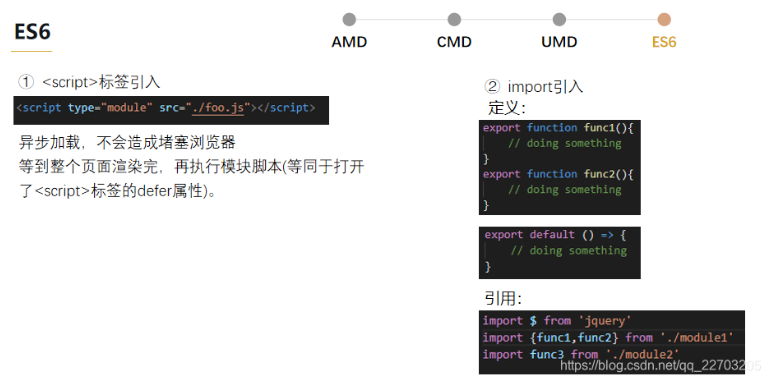 ES6
AMD
CMD
UMD
ES6
① <script>标签引入
<script type="module" src="./foo.js"></script>
异步加载，不会造成堵塞浏览器
等到整个页面渲染完，再执行模块脚本(等同于打开
了<script>标签的defer属性)。
② import引入
定义：
export function func1(){
// doing something
}
export function func2(){
// doing something
}
export default () => {
// doing something
}
引用：
import $ from 'jquery'
import {func1,func2} from './module1'
import func3 from './module2'
https://blog.csdn.net/qq_22703205